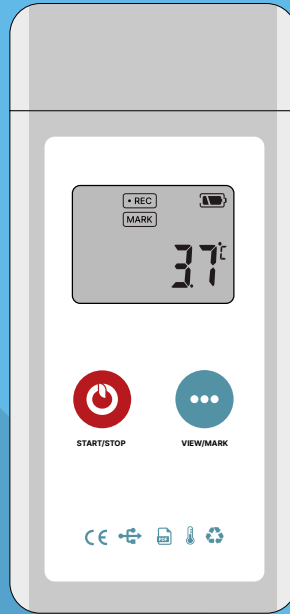 • REC
MARK
3.7°C
START/STOP
VIEW/MARK
CE
PDF